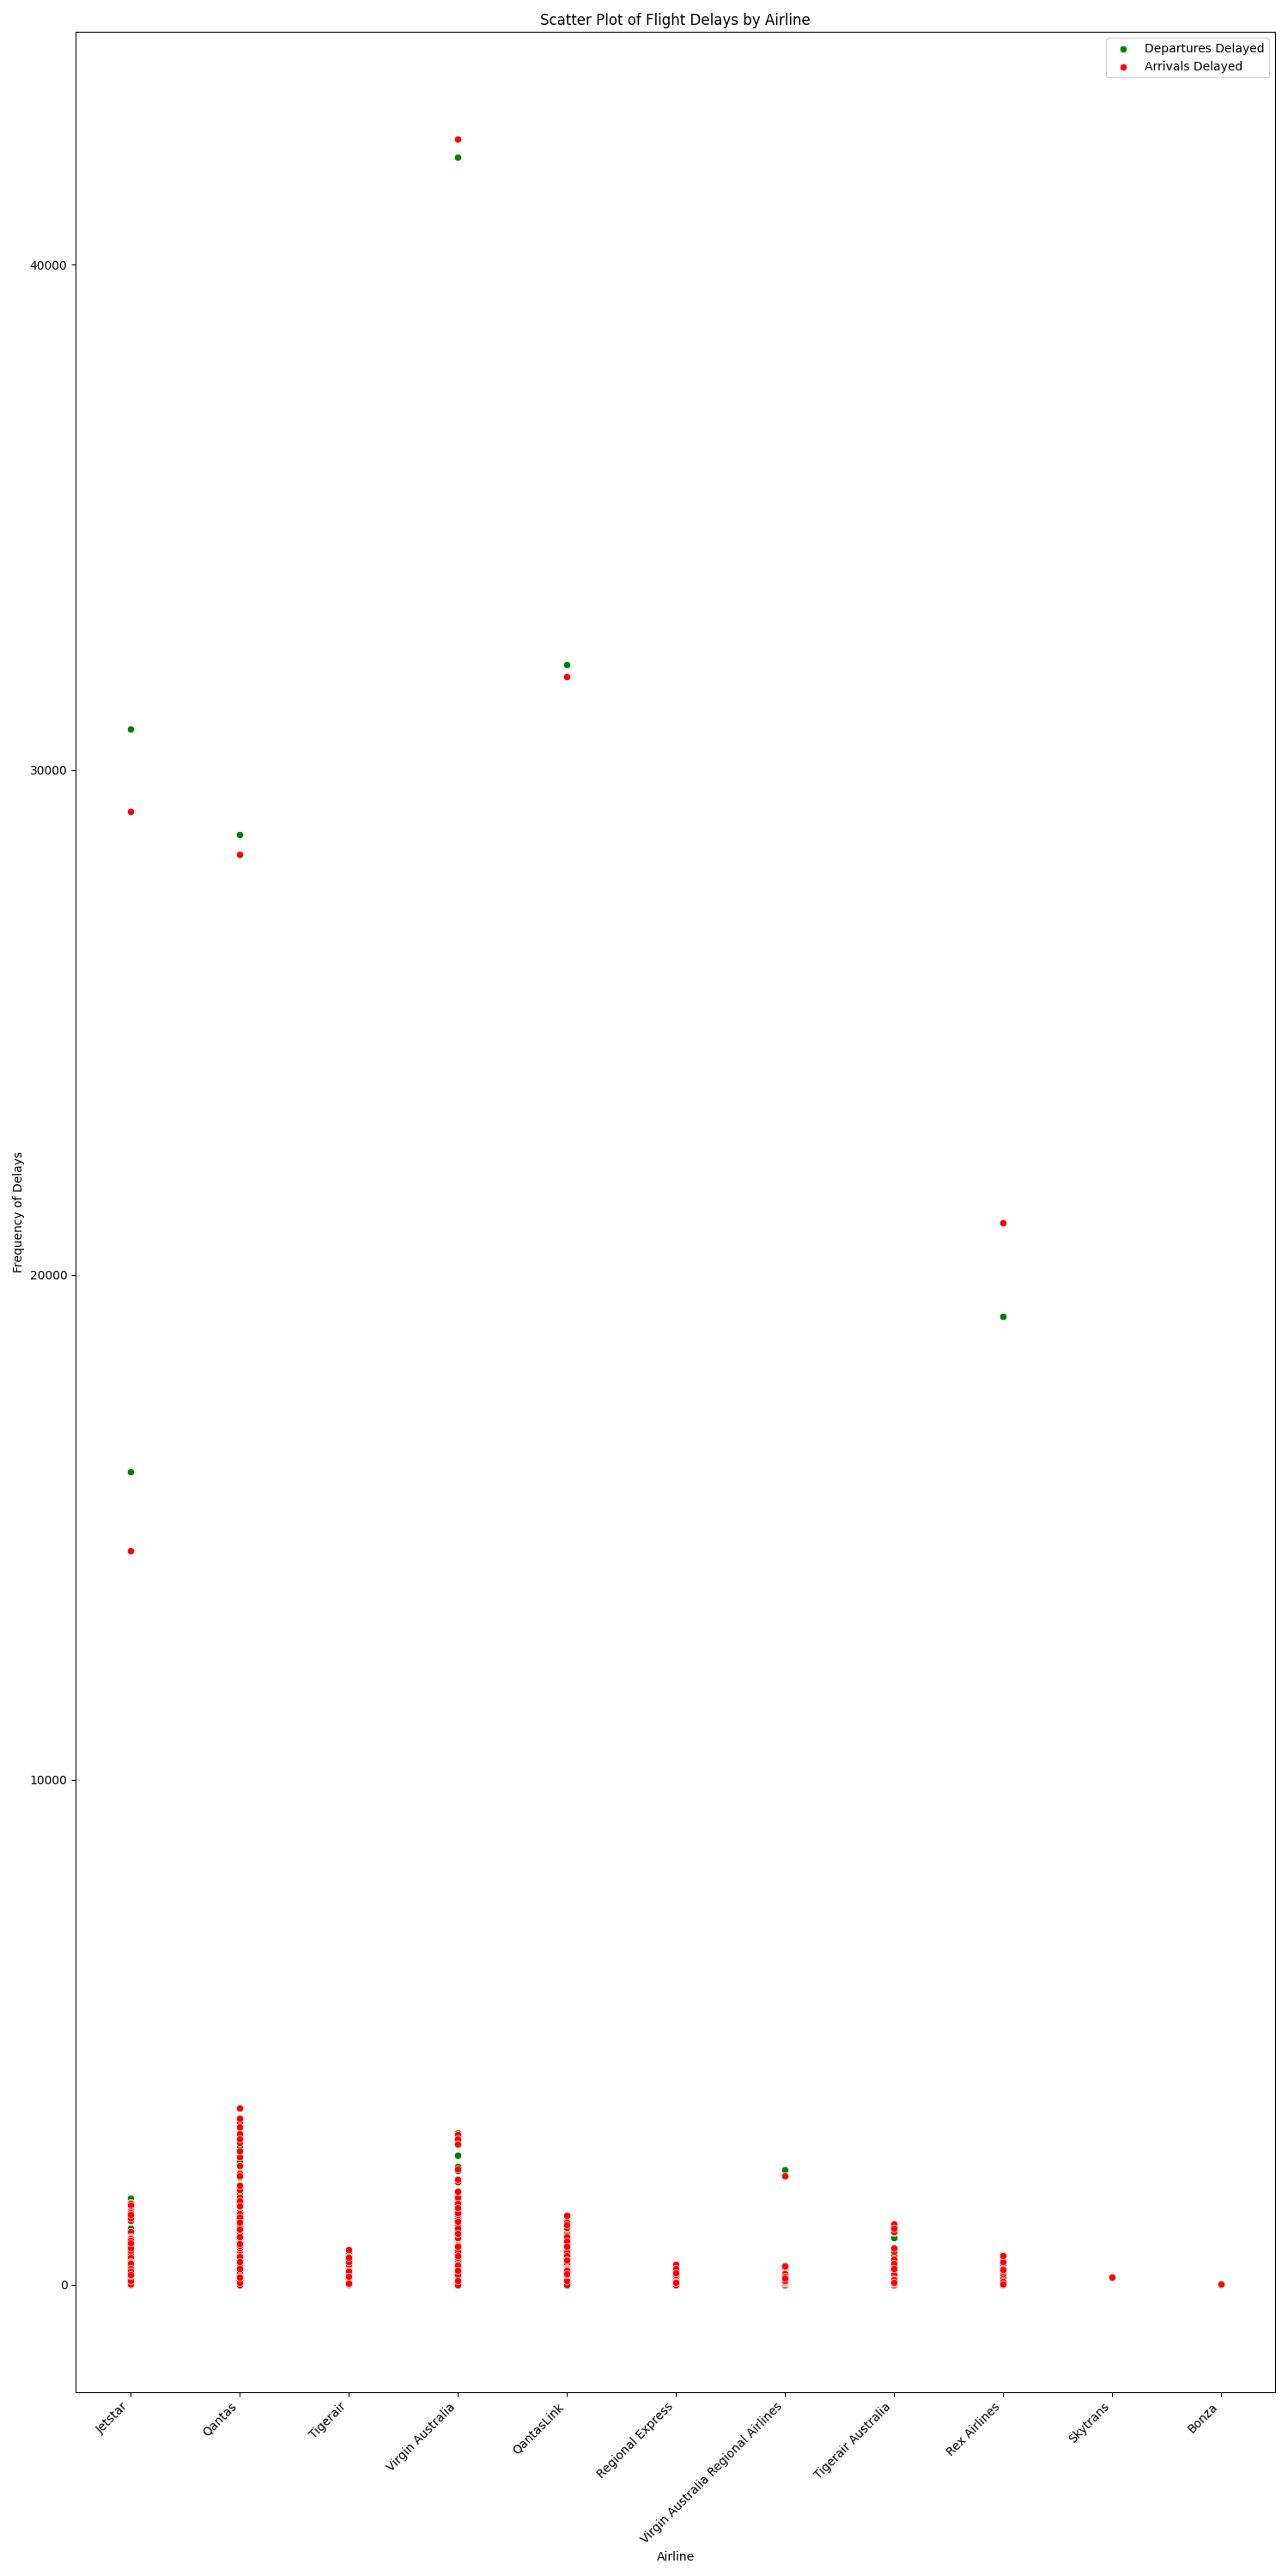 Scatter Plot of Flight Delays by Airline
Departures Delayed
Arrivals Delayed
Frequency of Delays
40000
30000
20000
10000
0
Jetstar
Qantas
Tigerair
Virgin Australia
QantasLink
Regional Express
Virgin Australia Regional Airlines
Tigerair Australia
Rex Airlines
Skytrans
Bonza
Airline